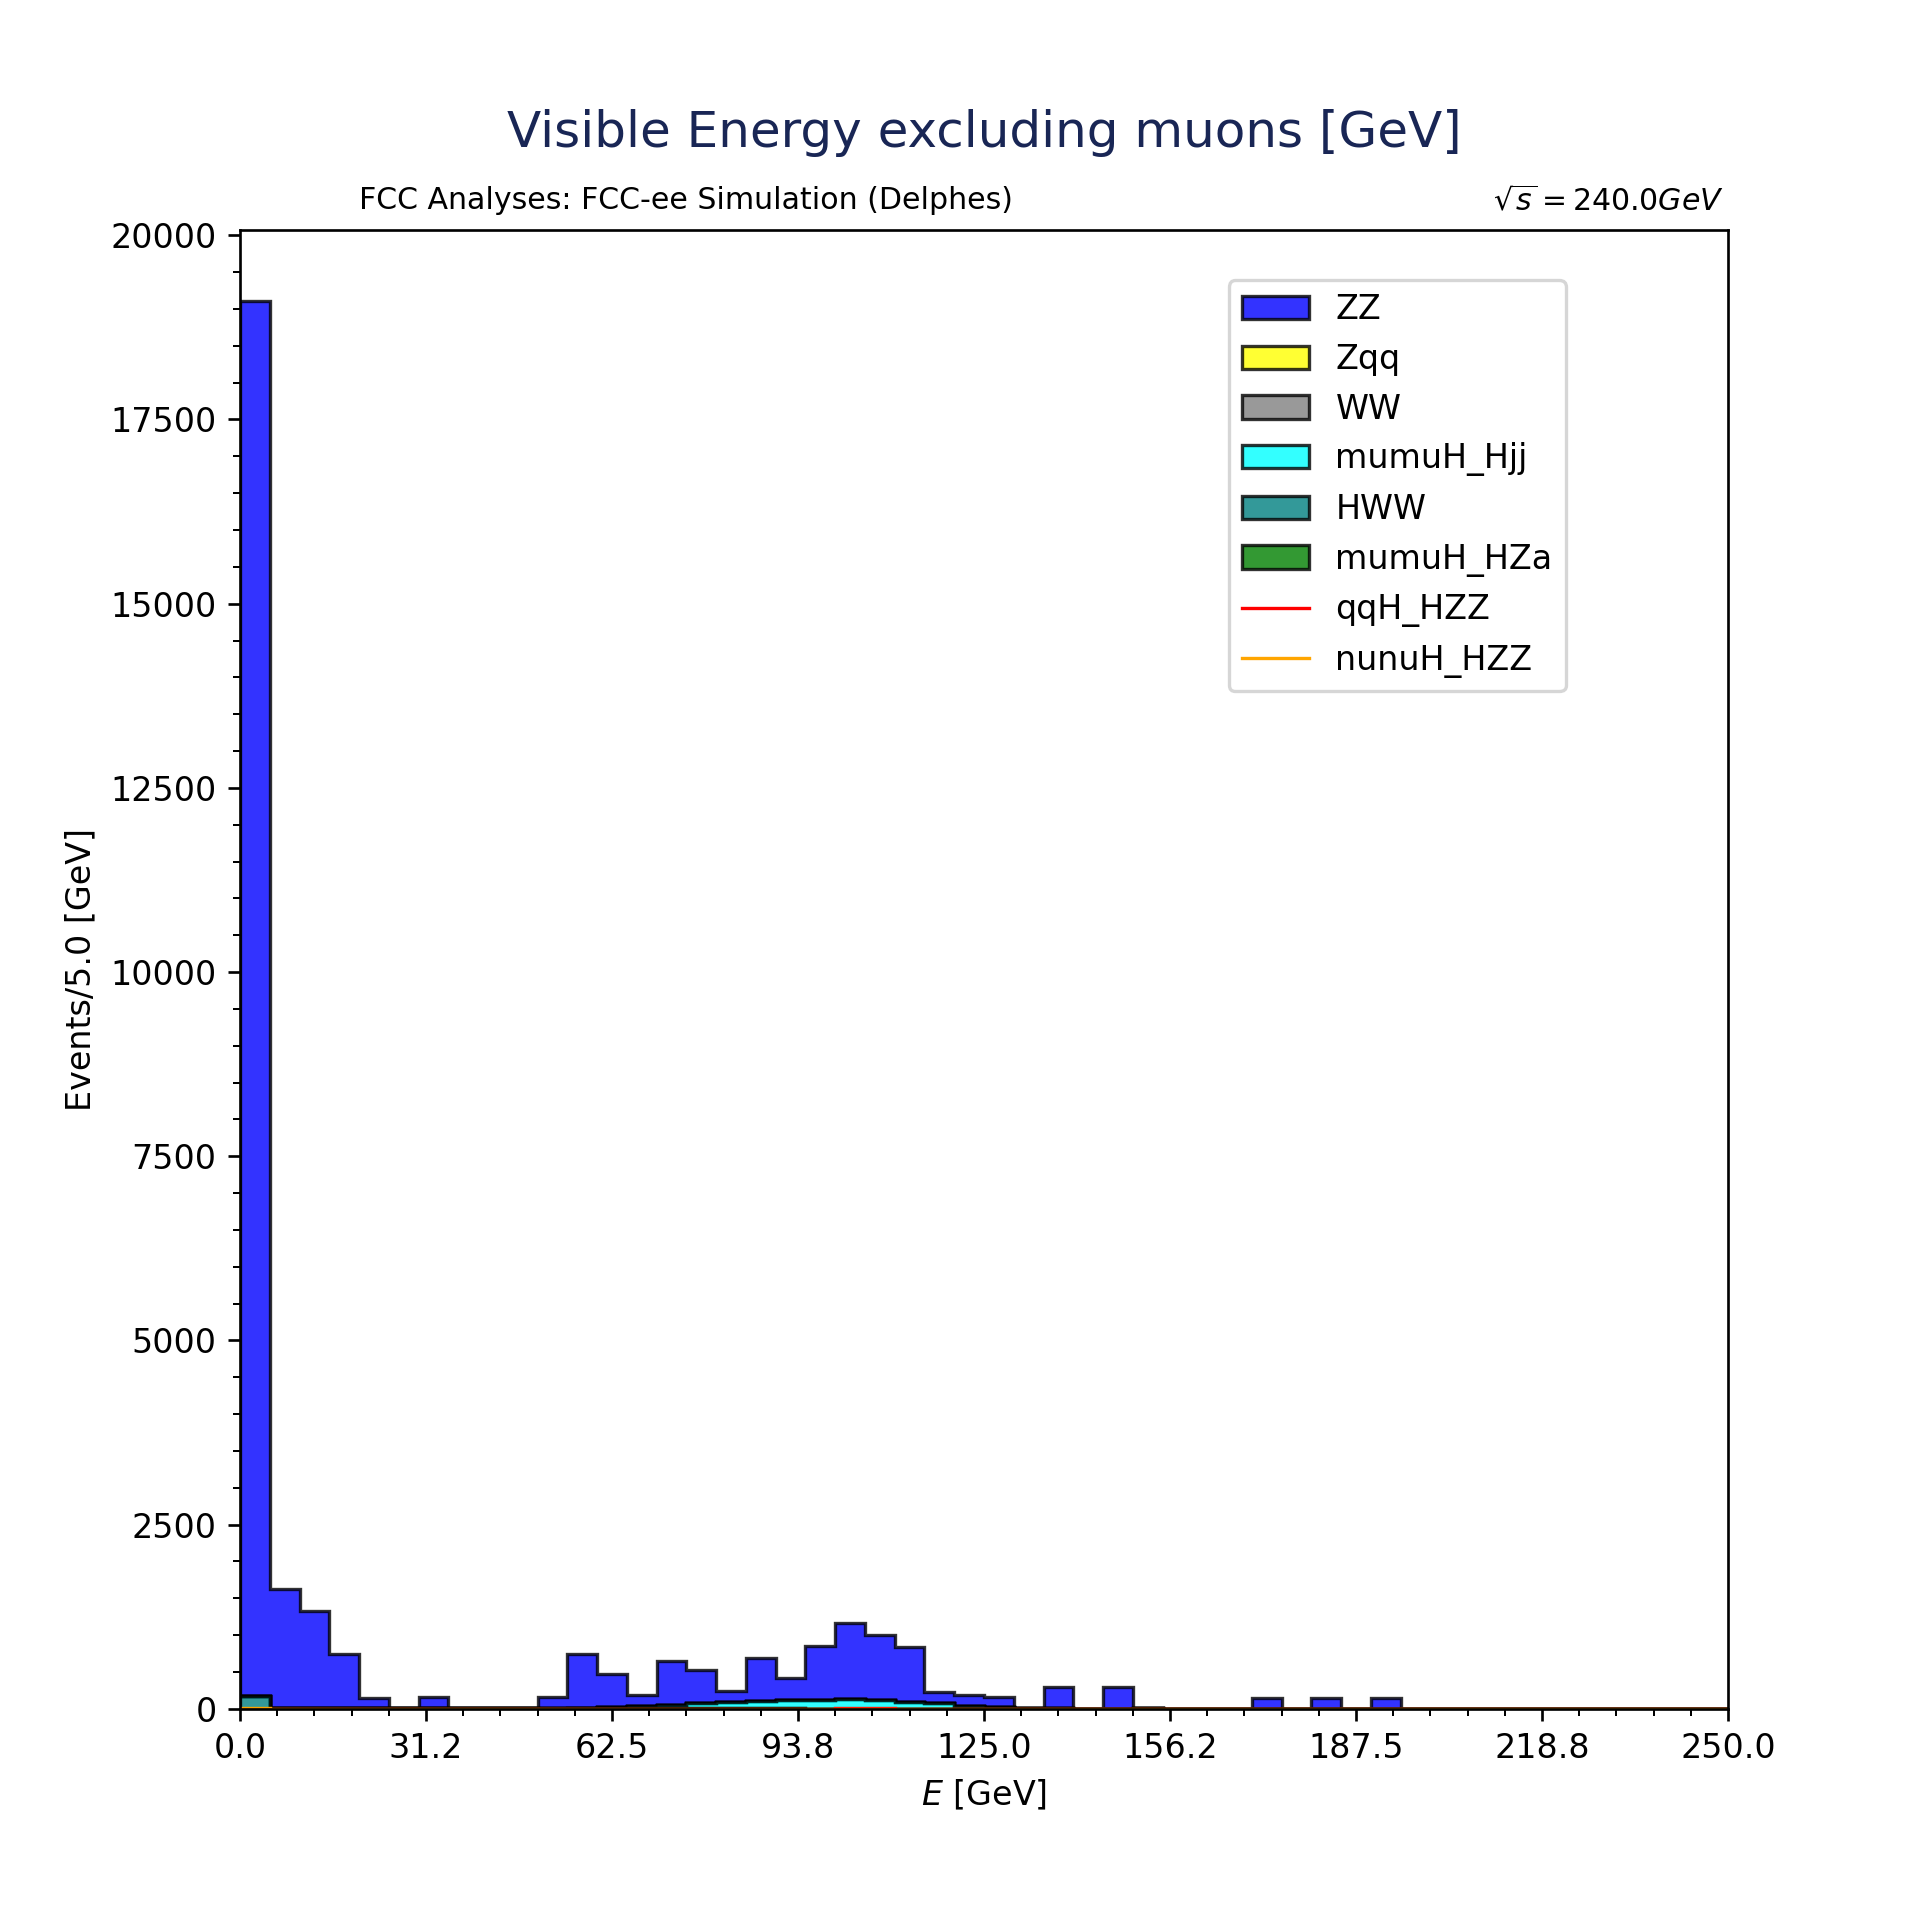 Visible Energy excluding muons [GeV]
FCC Analyses: FCC-ee Simulation (Delphes)
√s = 240.0GeV
20000
17500
15000
12500
10000
7500
5000
2500
0
Events/5.0 [GeV]
ZZ
Zqq
WW
mumuH_Hjj
HWW
mumuH_HZa
qqH_HZZ
nunuH_HZZ
0.0 31.2 62.5 93.8 125.0 156.2 187.5 218.8 250.0
E [GeV]